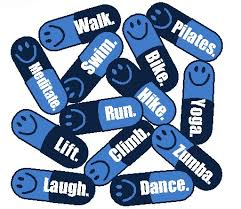 Walk.
Pilates.
Swim.
Bike.
Meditate.
Run.
Hike.
Yoga.
Lift.
Climb.
Zumba.
Laugh.
Dance.